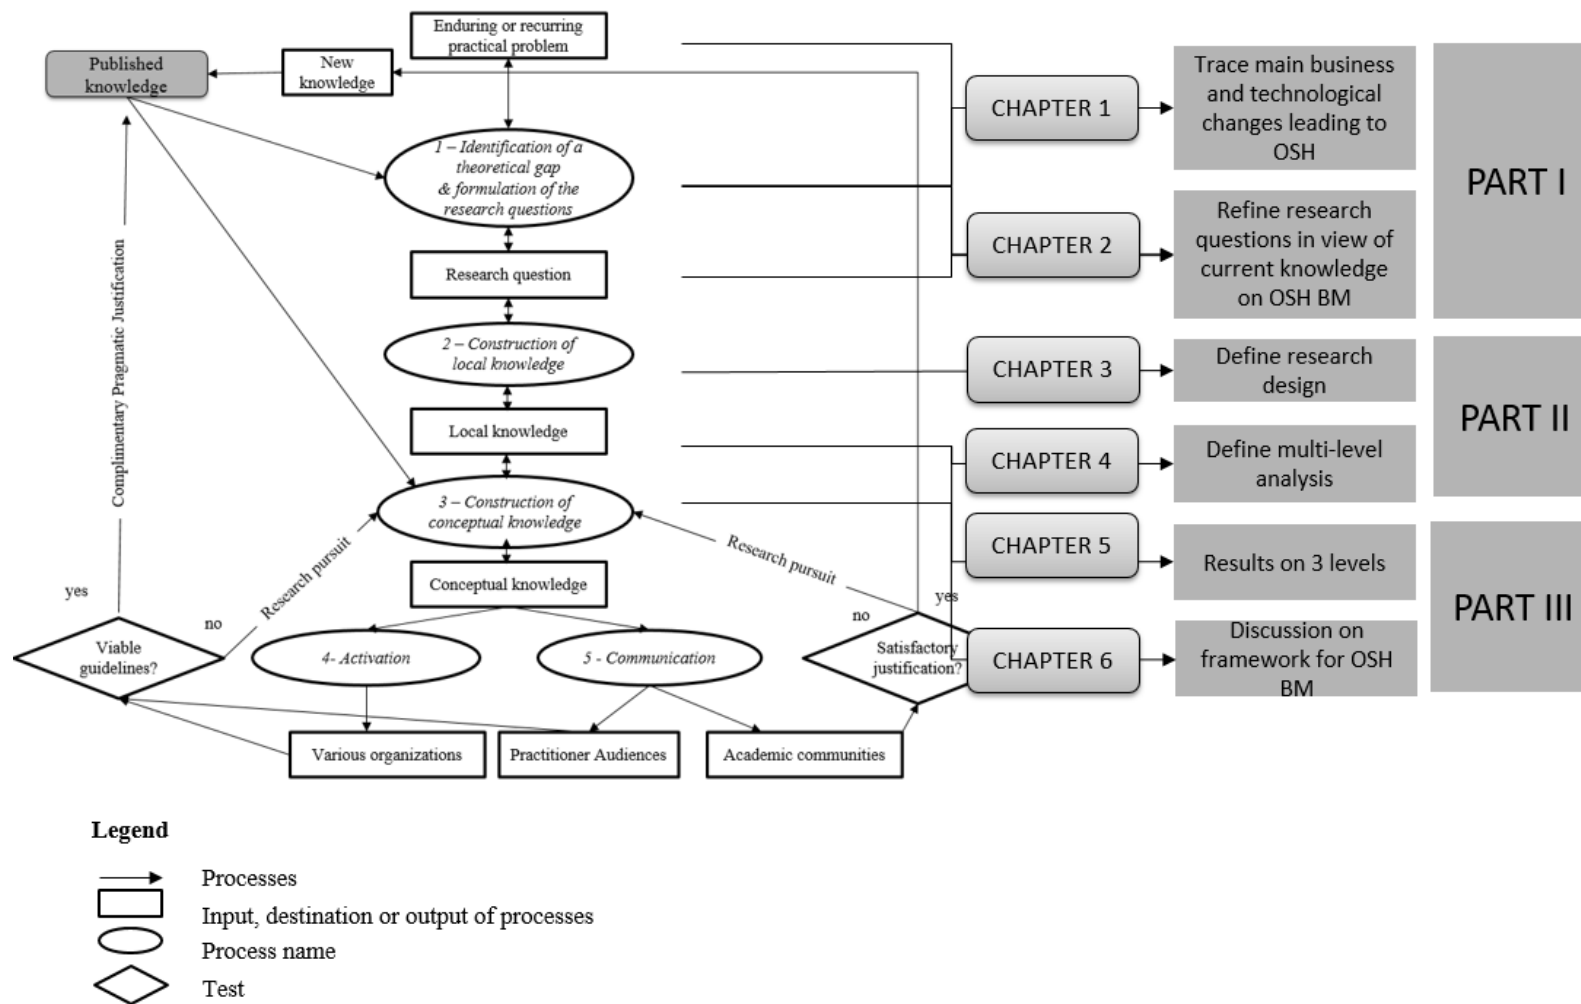 Enduring or recurring
practical problem
Published
knowledge
New
knowledge
1 – Identification of a
theoretical gap
& formulation of the
research questions
Research question
2 – Construction of
local knowledge
Local knowledge
3 – Construction of
conceptual knowledge
Conceptual knowledge
4- Activation
5 - Communication
Various organizations
Practitioner Audiences
Academic communities
Complimentary Pragmatic Justification
yes
no
Viable
guidelines?
Research pursuit
Research pursuit
yes
no
Satisfactory
justification?
CHAPTER 1
Trace main business
and technological
changes leading to
OSH
CHAPTER 2
Refine research
questions in view of
current knowledge
on OSH BM
PART I
CHAPTER 3
Define research
design
CHAPTER 4
Define multi-level
analysis
PART II
CHAPTER 5
Results on 3 levels
CHAPTER 6
Discussion on
framework for OSH
BM
PART III
Legend
Processes
Input, destination or output of processes
Process name
Test